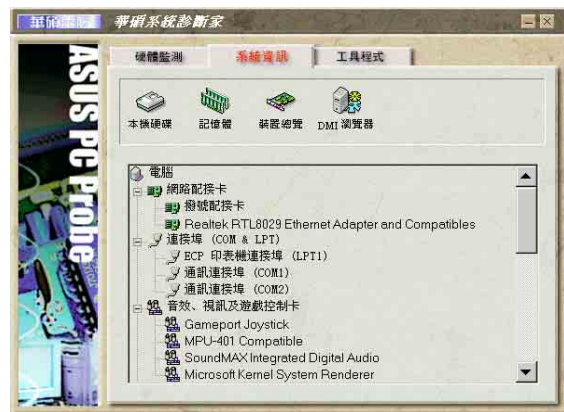 華碩電腦 華碩系統診斷家
ASUS PC Probe
硬體監測 系統資訊 工具程式
本機硬碟 記憶體 裝置總覽 DMI 瀏覽器
電腦
網路配接卡
撥號配接卡
Realtek RTL8029 Ethernet Adapter and Compatibles
連接埠 (COM & LPT)
ECP 印表機連接埠 (LPT1)
通訊連接埠 (COM1)
通訊連接埠 (COM2)
音效、視訊及遊戲控制卡
Gameport Joystick
MPU-401 Compatible
SoundMAX Integrated Digital Audio
Microsoft Kernel System Renderer